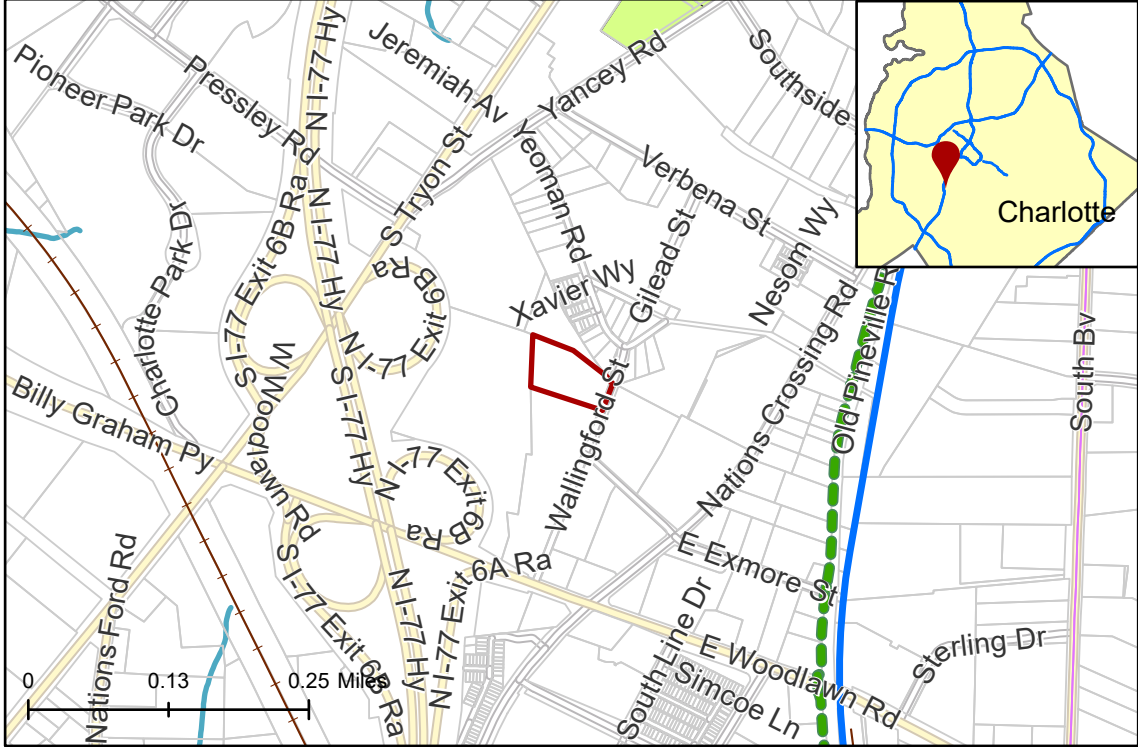 Pioneer Park Dr
Pressley Rd
N I-77 Hy
Jeremiah Av
Yancey Rd
Southside
Charlotte
S Tryon St
Yeoman Rd
Verbena St
Gilead St
Nesom Wy
Xavier Wy
Charlotte Park Dr
S I-77 Exit 6B Ra
N I-77 Hy
N I-77 Exit 6B Ra
W Woodlawn Rd
S I-77 Hy
Billy Graham Py
Wallingford St
Nations Crossing Rd
Old Pineville R
South Bv
N I-77 Exit 6B Ra
6A Ra
E Exmore St
Nations Ford Rd
S I-77 Exit 6B Ra
N I-77 Hy
N I-77 Exit
South Line Dr
E Woodlawn Rd
Simcoe Ln
Sterling Dr
0 0.13 0.25 Miles